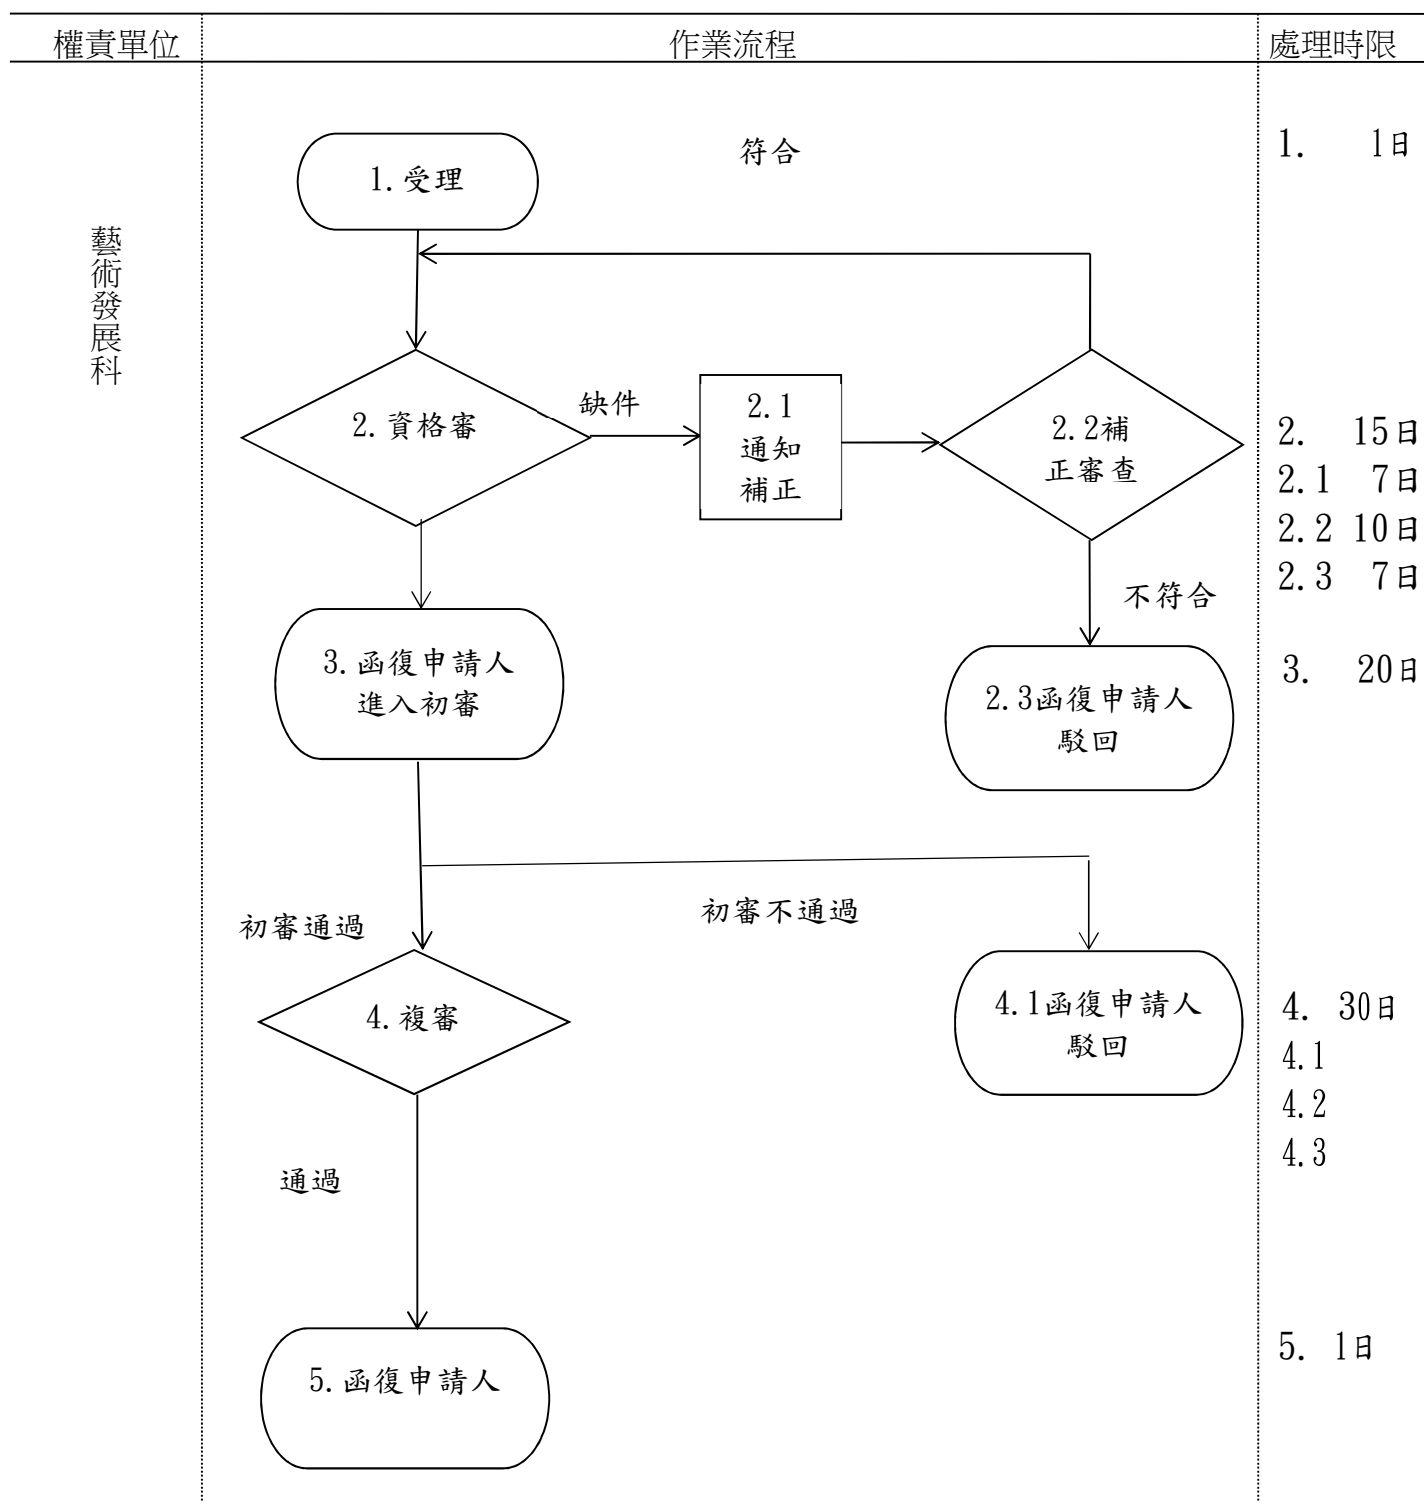 權責單位
作業流程
處理時限
藝術發展科
1.受理
符合
1. 1日
2.資格審
缺件
2.1
通知
補正
2.2補
正審查
2. 15日
2.1 7日
2.2 10日
2.3 7日
不符合
3.函復申請人
進入初審
2.3函復申請人
駁回
3. 20日
初審通過
初審不通過
4.複審
4.1函復申請人
駁回
4. 30日
4.1
4.2
4.3
通過
5.函復申請人
5. 1日